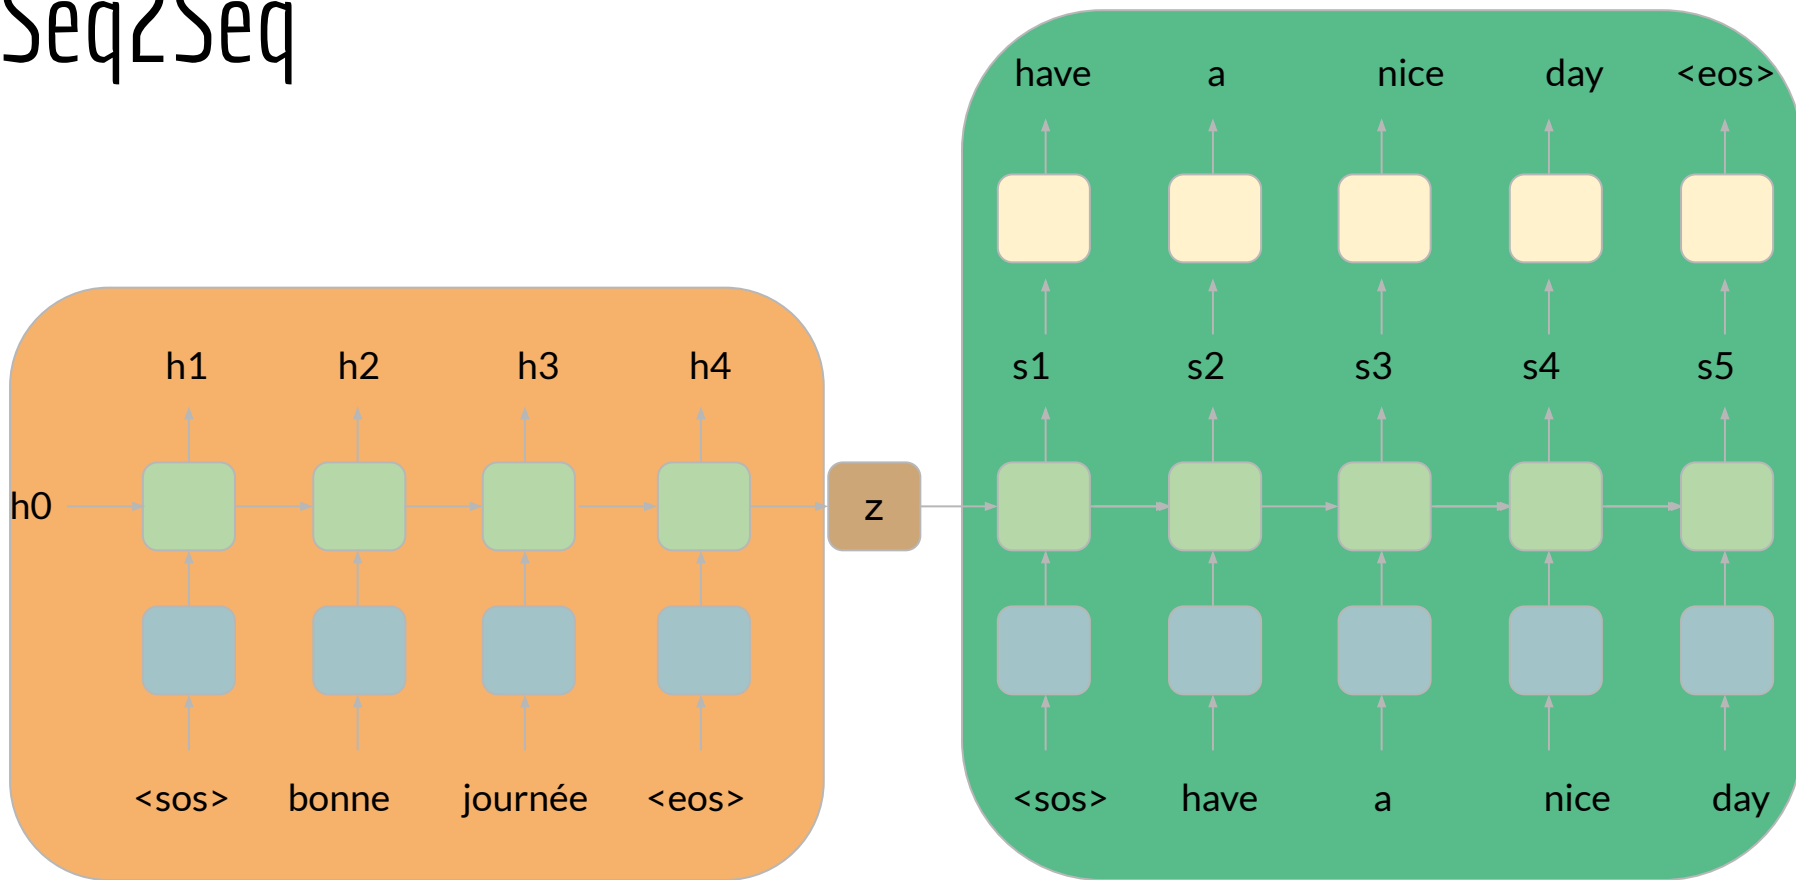 Seq2Seq
have a nice day <eos>
h1 h2 h3 h4
s1 s2 s3 s4 s5
h0
z
<sos> bonne journée <eos>
<sos> have a nice day